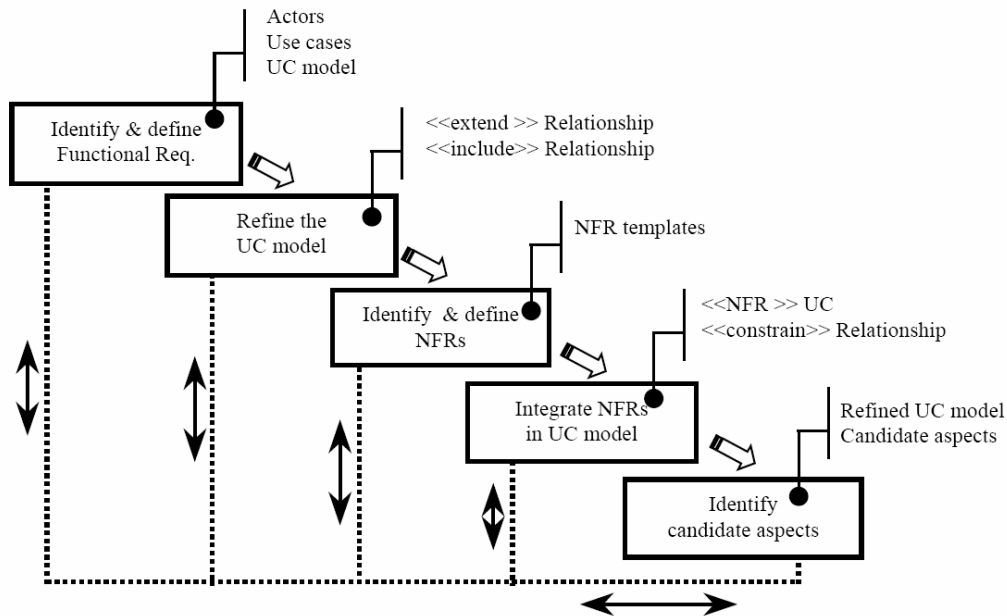 Actors
Use cases
UC model
Identify & define
Functional Req.
<<extend >> Relationship
<<include>> Relationship
Refine the
UC model
NFR templates
Identify & define
NFRs
<<NFR >> UC
<<constrain>> Relationship
Integrate NFRs
in UC model
Refined UC model
Candidate aspects
Identify
candidate aspects